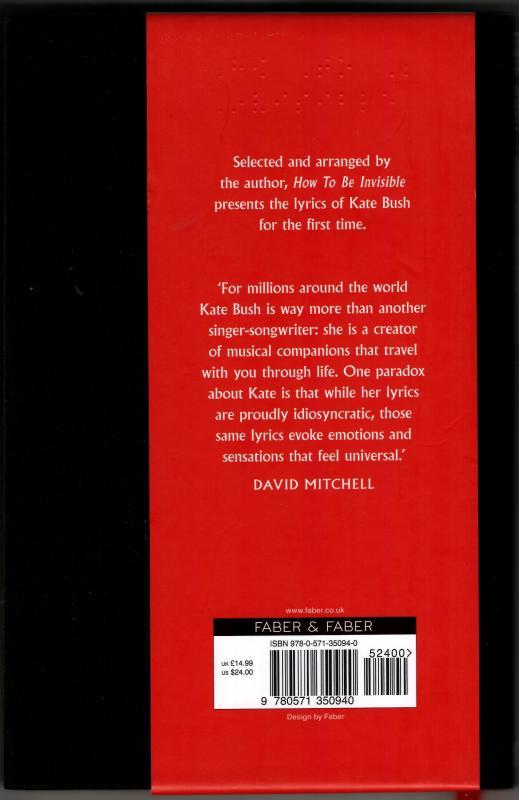 Selected and arranged by
the author, How To Be Invisible
presents the lyrics of Kate Bush
for the first time.
‘For millions around the world
Kate Bush is way more than another
singer-songwriter: she is a creator
of musical companions that travel
with you through life. One paradox
about Kate is that while her lyrics
are proudly idiosyncratic, those
same lyrics evoke emotions and
sensations that feel universal.’
DAVID MITCHELL
www.faber.co.uk
FABER & FABER
ISBN 978-0-571-35094-0
52400>
UK £14.99
US $24.00
9 780571 350940
Design by Faber